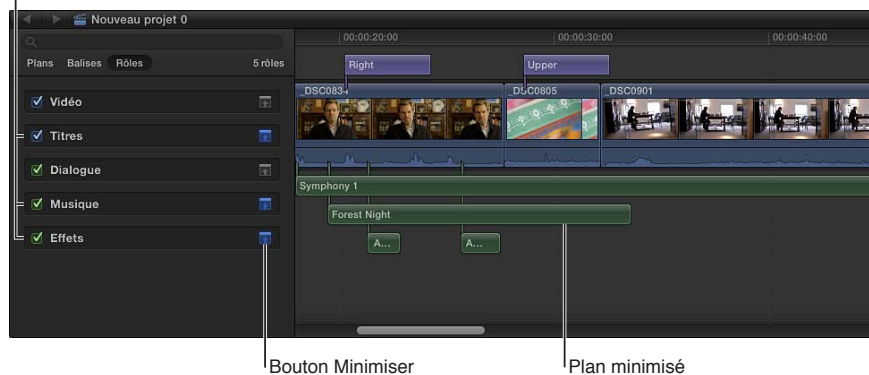 Nouveau projet 0
00:00:20:00 00:00:30:00 00:00:40:00
Plans Balises Rôles 5 rôles
Right Upper
_DSC0834 _DSC0805 _DSC0901
Vidéo
Titres
Dialogue
Symphony 1
Musique
Forest Night
Effets
A... A...
Bouton Minimiser Plan minimisé